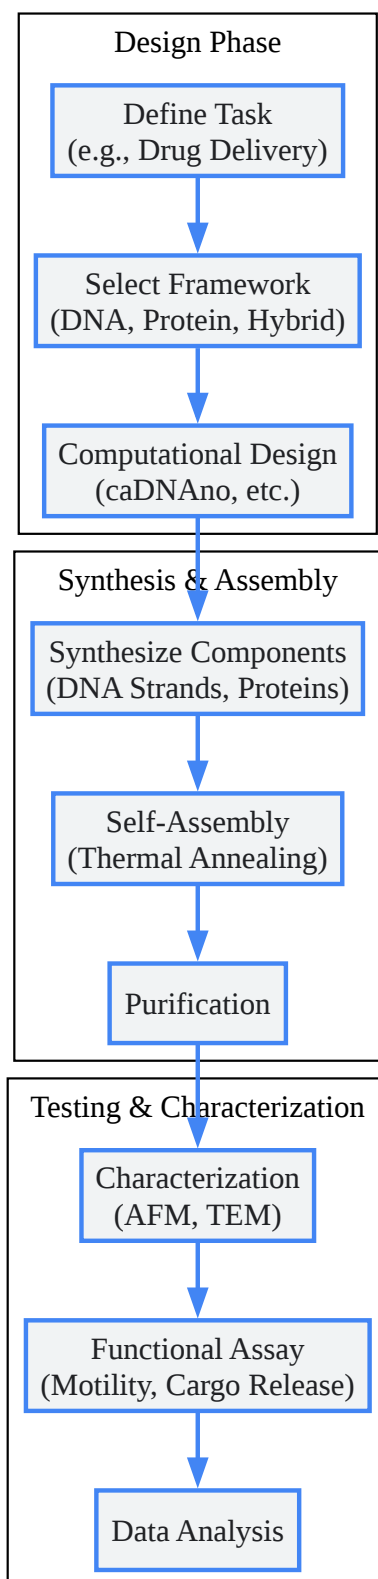 Design Phase
Define Task
(e.g., Drug Delivery)
Select Framework
(DNA, Protein, Hybrid)
Computational Design
(caDNAno, etc.)
Synthesis & Assembly
Synthesize Components
(DNA Strands, Proteins)
Self-Assembly
(Thermal Annealing)
Purification
Testing & Characterization
Characterization
(AFM, TEM)
Functional Assay
(Motility, Cargo Release)
Data Analysis